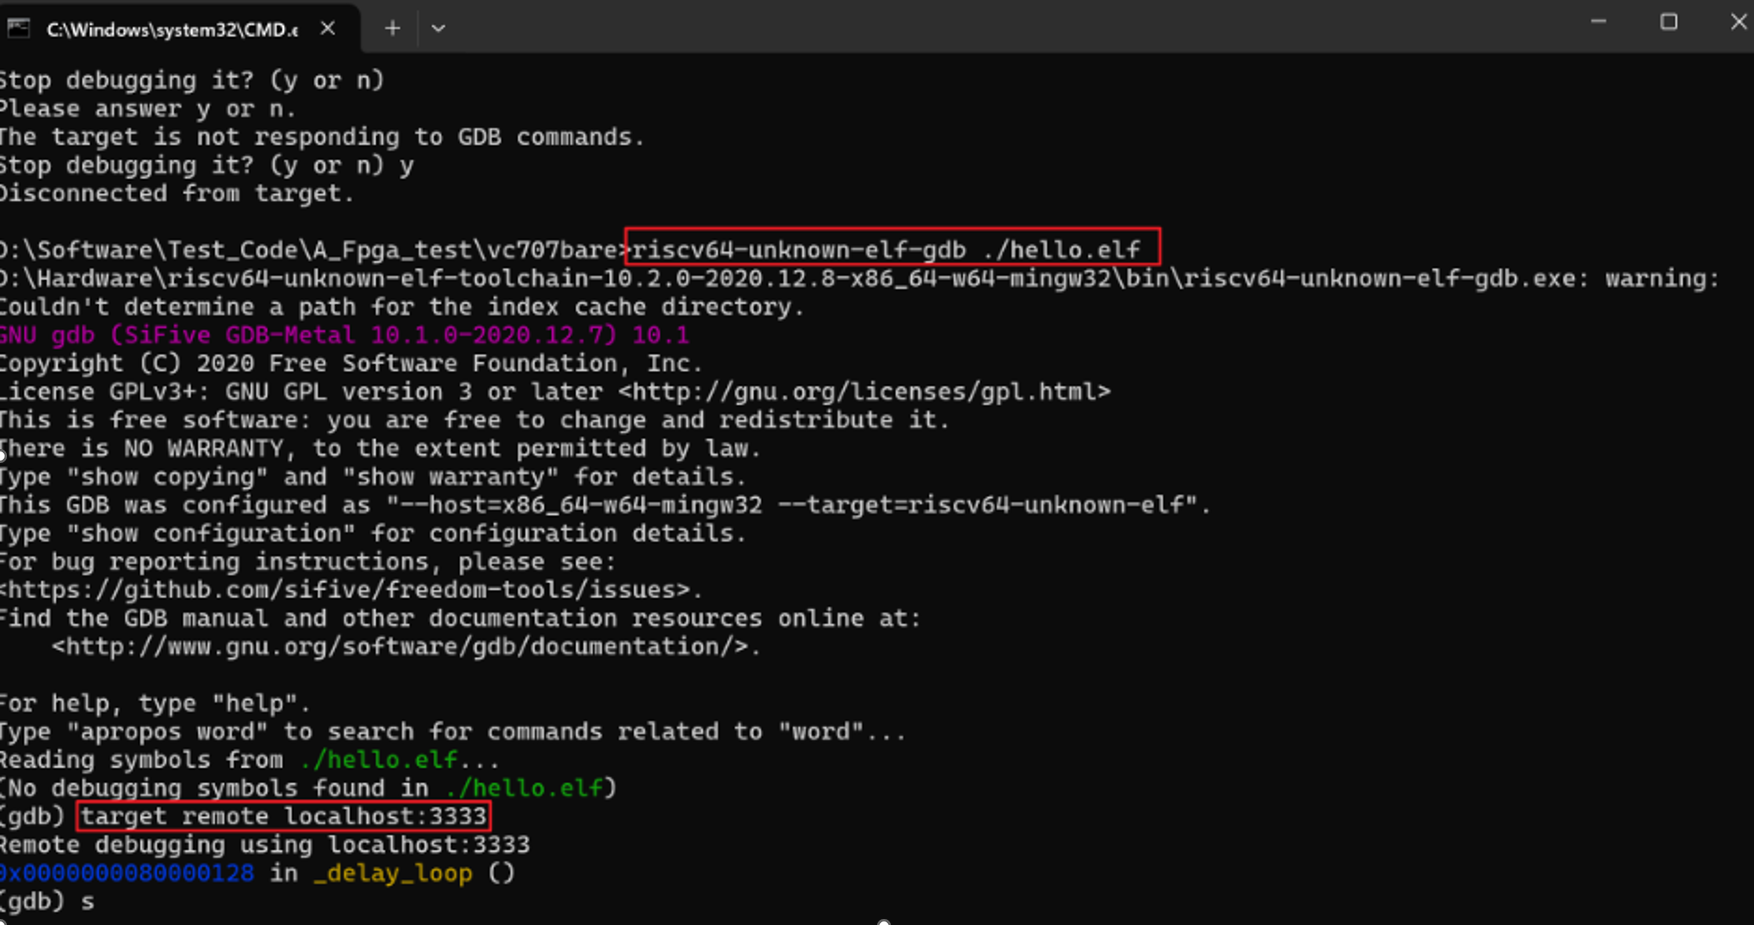 C:\Windows\system32\CMD.e
Stop debugging it? (y or n)
Please answer y or n.
The target is not responding to GDB commands.
Stop debugging it? (y or n) y
Disconnected from target.
D:\Software\Test_Code\A_Fpga_test\vc707bare>riscv64-unknown-elf-gdb ./hello.elf
D:\Hardware\riscv64-unknown-elf-toolchain-10.2.0-2020.12.8-x86_64-w64-mingw32\bin\riscv64-unknown-elf-gdb.exe: warning:
Couldn't determine a path for the index cache directory.
GNU gdb (SiFive GDB-Metal 10.1.0-2020.12.7) 10.1
Copyright (C) 2020 Free Software Foundation, Inc.
License GPLv3+: GNU GPL version 3 or later <http://gnu.org/licenses/gpl.html>
This is free software: you are free to change and redistribute it.
There is NO WARRANTY, to the extent permitted by law.
Type "show copying" and "show warranty" for details.
This GDB was configured as "--host=x86_64-w64-mingw32 --target=riscv64-unknown-elf".
Type "show configuration" for configuration details.
For bug reporting instructions, please see:
<https://github.com/sifive/freedom-tools/issues>.
Find the GDB manual and other documentation resources online at:
    <http://www.gnu.org/software/gdb/documentation/>.
For help, type "help".
Type "apropos word" to search for commands related to "word"...
Reading symbols from ./hello.elf...
(No debugging symbols found in ./hello.elf)
(gdb) target remote localhost:3333
Remote debugging using localhost:3333
0x0000000080000128 in _delay_loop ()
(gdb) s